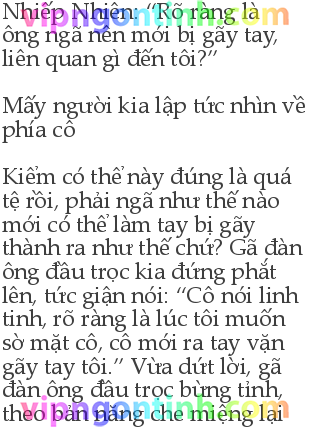 Nhiếp Nhiên: “Rõ ràng là
ông ngã nên mới bị gãy tay,
liên quan gì đến tôi?”
Mấy người kia lập tức nhìn về
phía cô
Kiểm có thể này đúng là quá
tệ rồi, phải ngã như thế nào
mới có thể làm tay bị gãy
thành ra như thế chứ? Gã đàn
ông đầu trọc kia đứng phắt
lên, tức giận nói: “Cô nói linh
tinh, rõ ràng là lúc tôi muốn
sờ mặt cô, cô mới ra tay vặn
gãy tay tôi.” Vừa dứt lời, gã
đàn ông đầu trọc bừng tỉnh,
theo bản năng che miệng lại
vipngontinh.com
vipngontinh.com